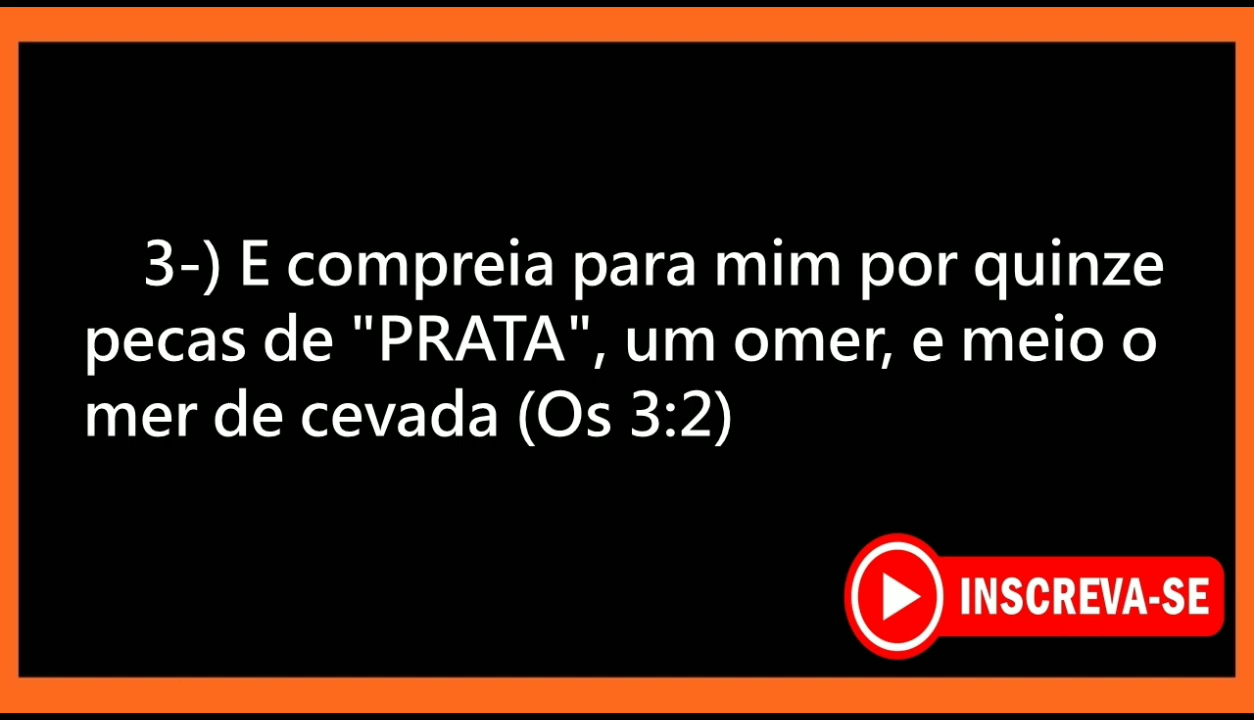 3-) E compreia para mim por quinze
pecas de "PRATA", um omer, e meio o
mer de cevada (Os 3:2)
INSCREVA-SE